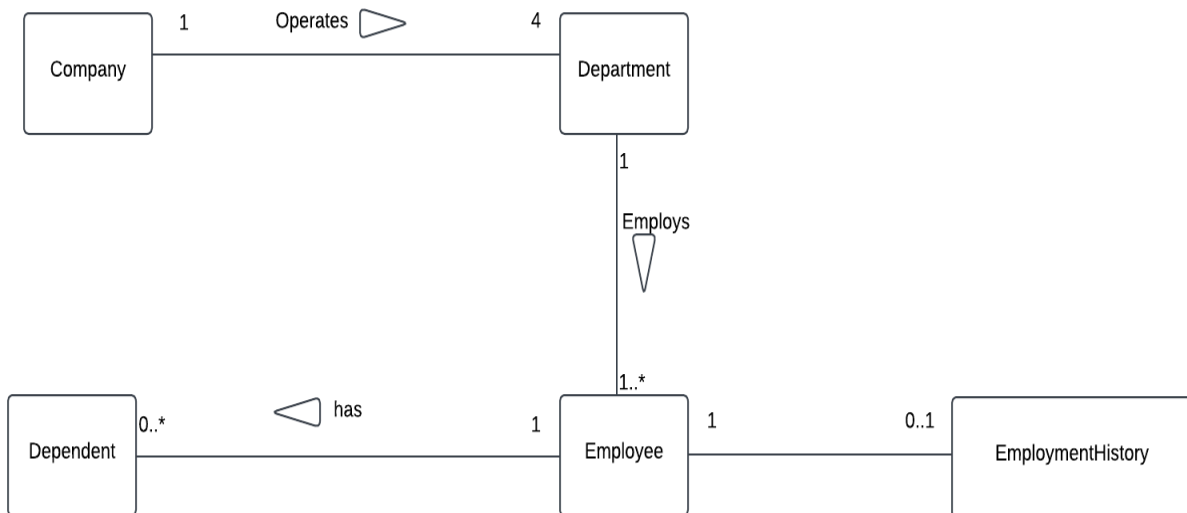 1 Operates 4
Company
Department
1
Employs
1..*
0..* has 1
1 0..1
Dependent
Employee
EmploymentHistory